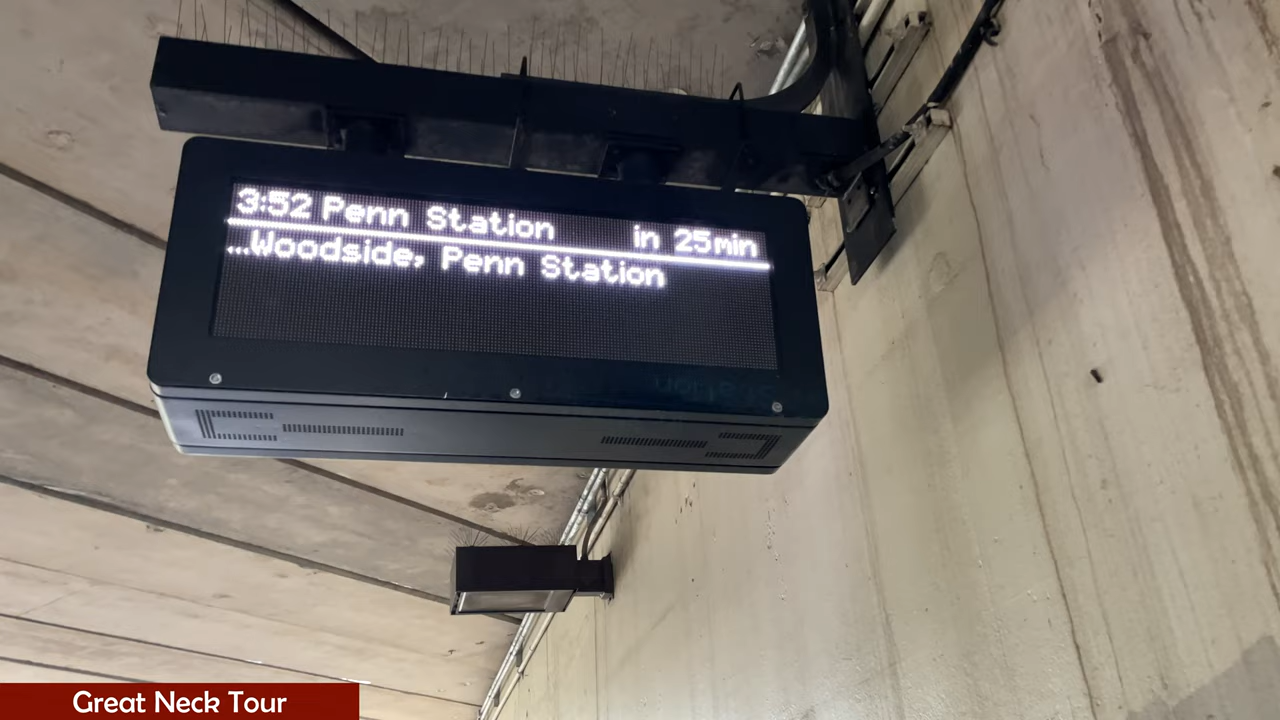 3:52 Penn Station in 25min
...Woodside, Penn Station
Great Neck Tour